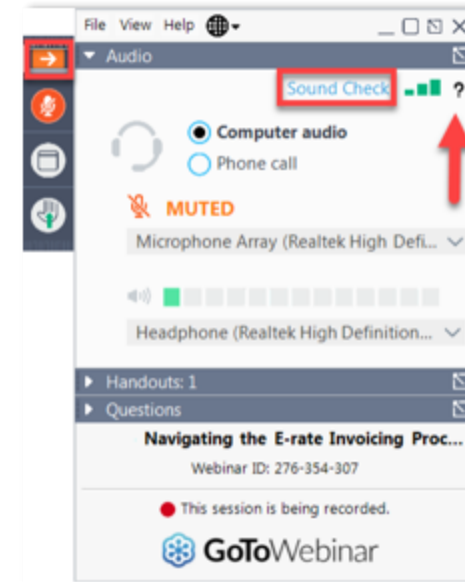 File View Help
Audio
Sound Check ?
Computer audio
Phone call
MUTED
Microphone Array (Realtek High Defi...
Headphone (Realtek High Definition...
Handouts: 1
Questions
Navigating the E-rate Invoicing Proc...
Webinar ID: 276-354-307
This session is being recorded.
GoToWebinar